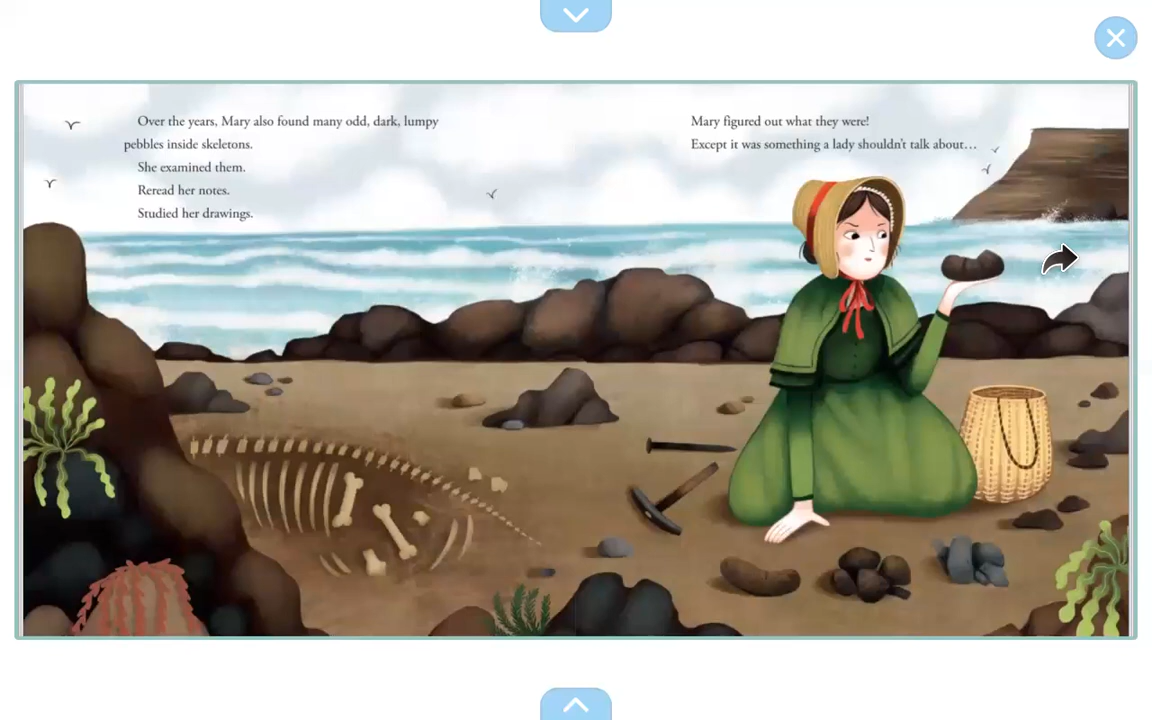 Over the years, Mary also found many odd, dark, lumpy
pebbles inside skeletons.
She examined them.
Reread her notes.
Studied her drawings.
Mary figured out what they were!
Except it was something a lady shouldn't talk about…